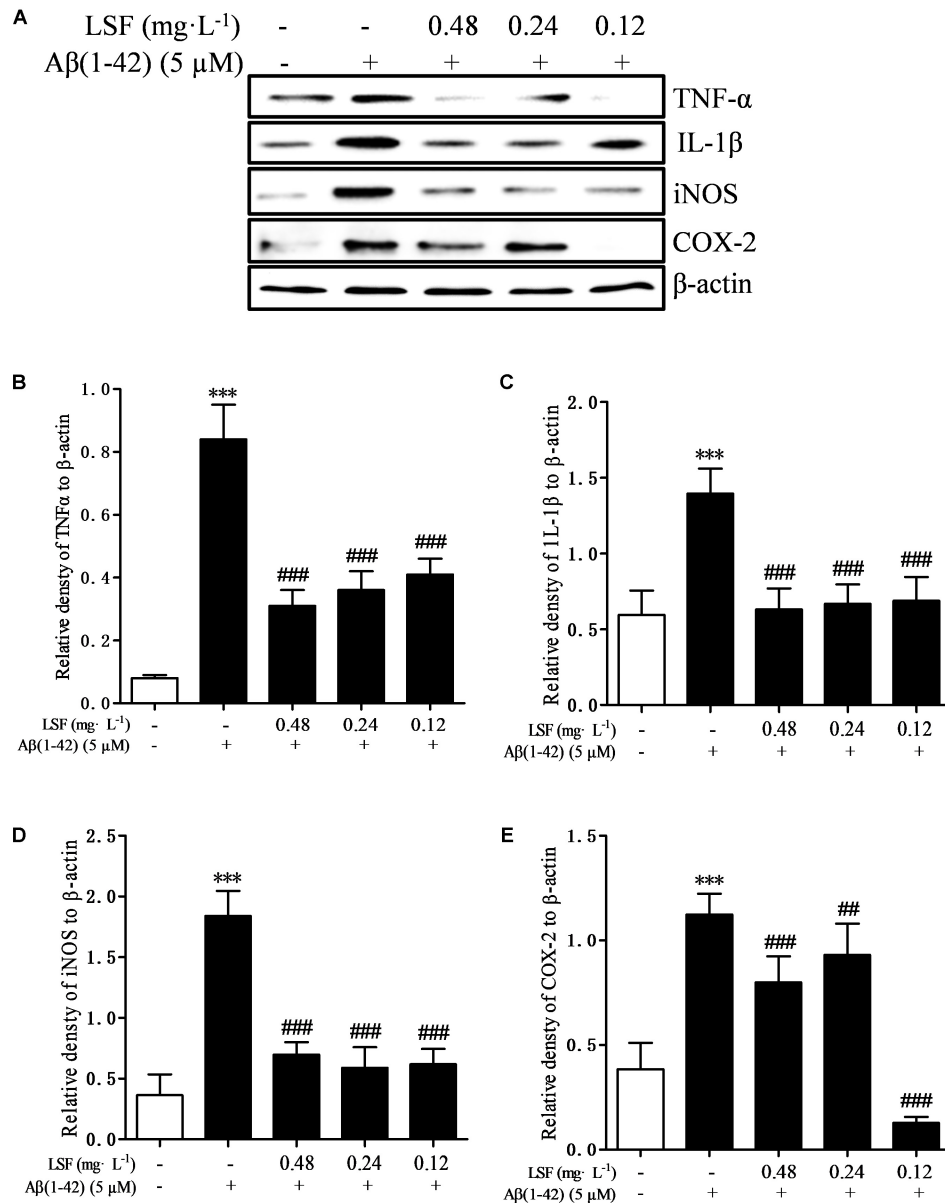 A
LSF (mg·L⁻¹) - - 0.48 0.24 0.12
Aβ(1-42) (5 µM) - + + + +
TNF-α
IL-1β
iNOS
COX-2
β-actin
B
Relative densty of TNFα to β-actin
1.0
0.8
0.6
0.4
0.2
0.0
***
###
###
###
LSF (mg· L⁻¹) - - 0.48 0.24 0.12
Aβ(1-42) (5 µM) - + + + +
C
Relative density of 1L-1β to β-actin
2.0
1.5
1.0
0.5
0.0
***
###
###
###
LSF (mg· L⁻¹) - - 0.48 0.24 0.12
Aβ(1-42) (5 µM) - + + + +
D
Relative density of iNOS to β-actin
2.5
2.0
1.5
1.0
0.5
0.0
***
###
###
###
LSF (mg· L⁻¹) - - 0.48 0.24 0.12
Aβ(1-42) (5 µM) - + + + +
E
Relative density of COX-2 to β-actin
1.5
1.0
0.5
0.0
***
###
##
###
LSF (mg· L⁻¹) - - 0.48 0.24 0.12
Aβ(1-42) (5 µM) - + + + +